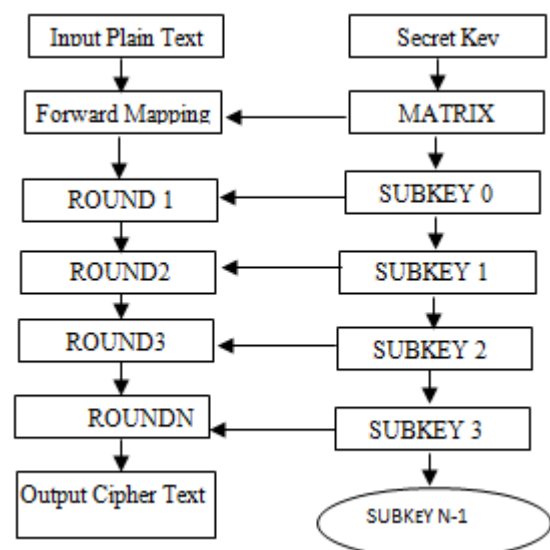 Input Plain Text
Secret Key
Forward Mapping
MATRIX
ROUND 1
SUBKEY 0
ROUND2
SUBKEY 1
ROUND3
SUBKEY 2
ROUNDN
SUBKEY 3
Output Cipher Text
SUBKEY N-1